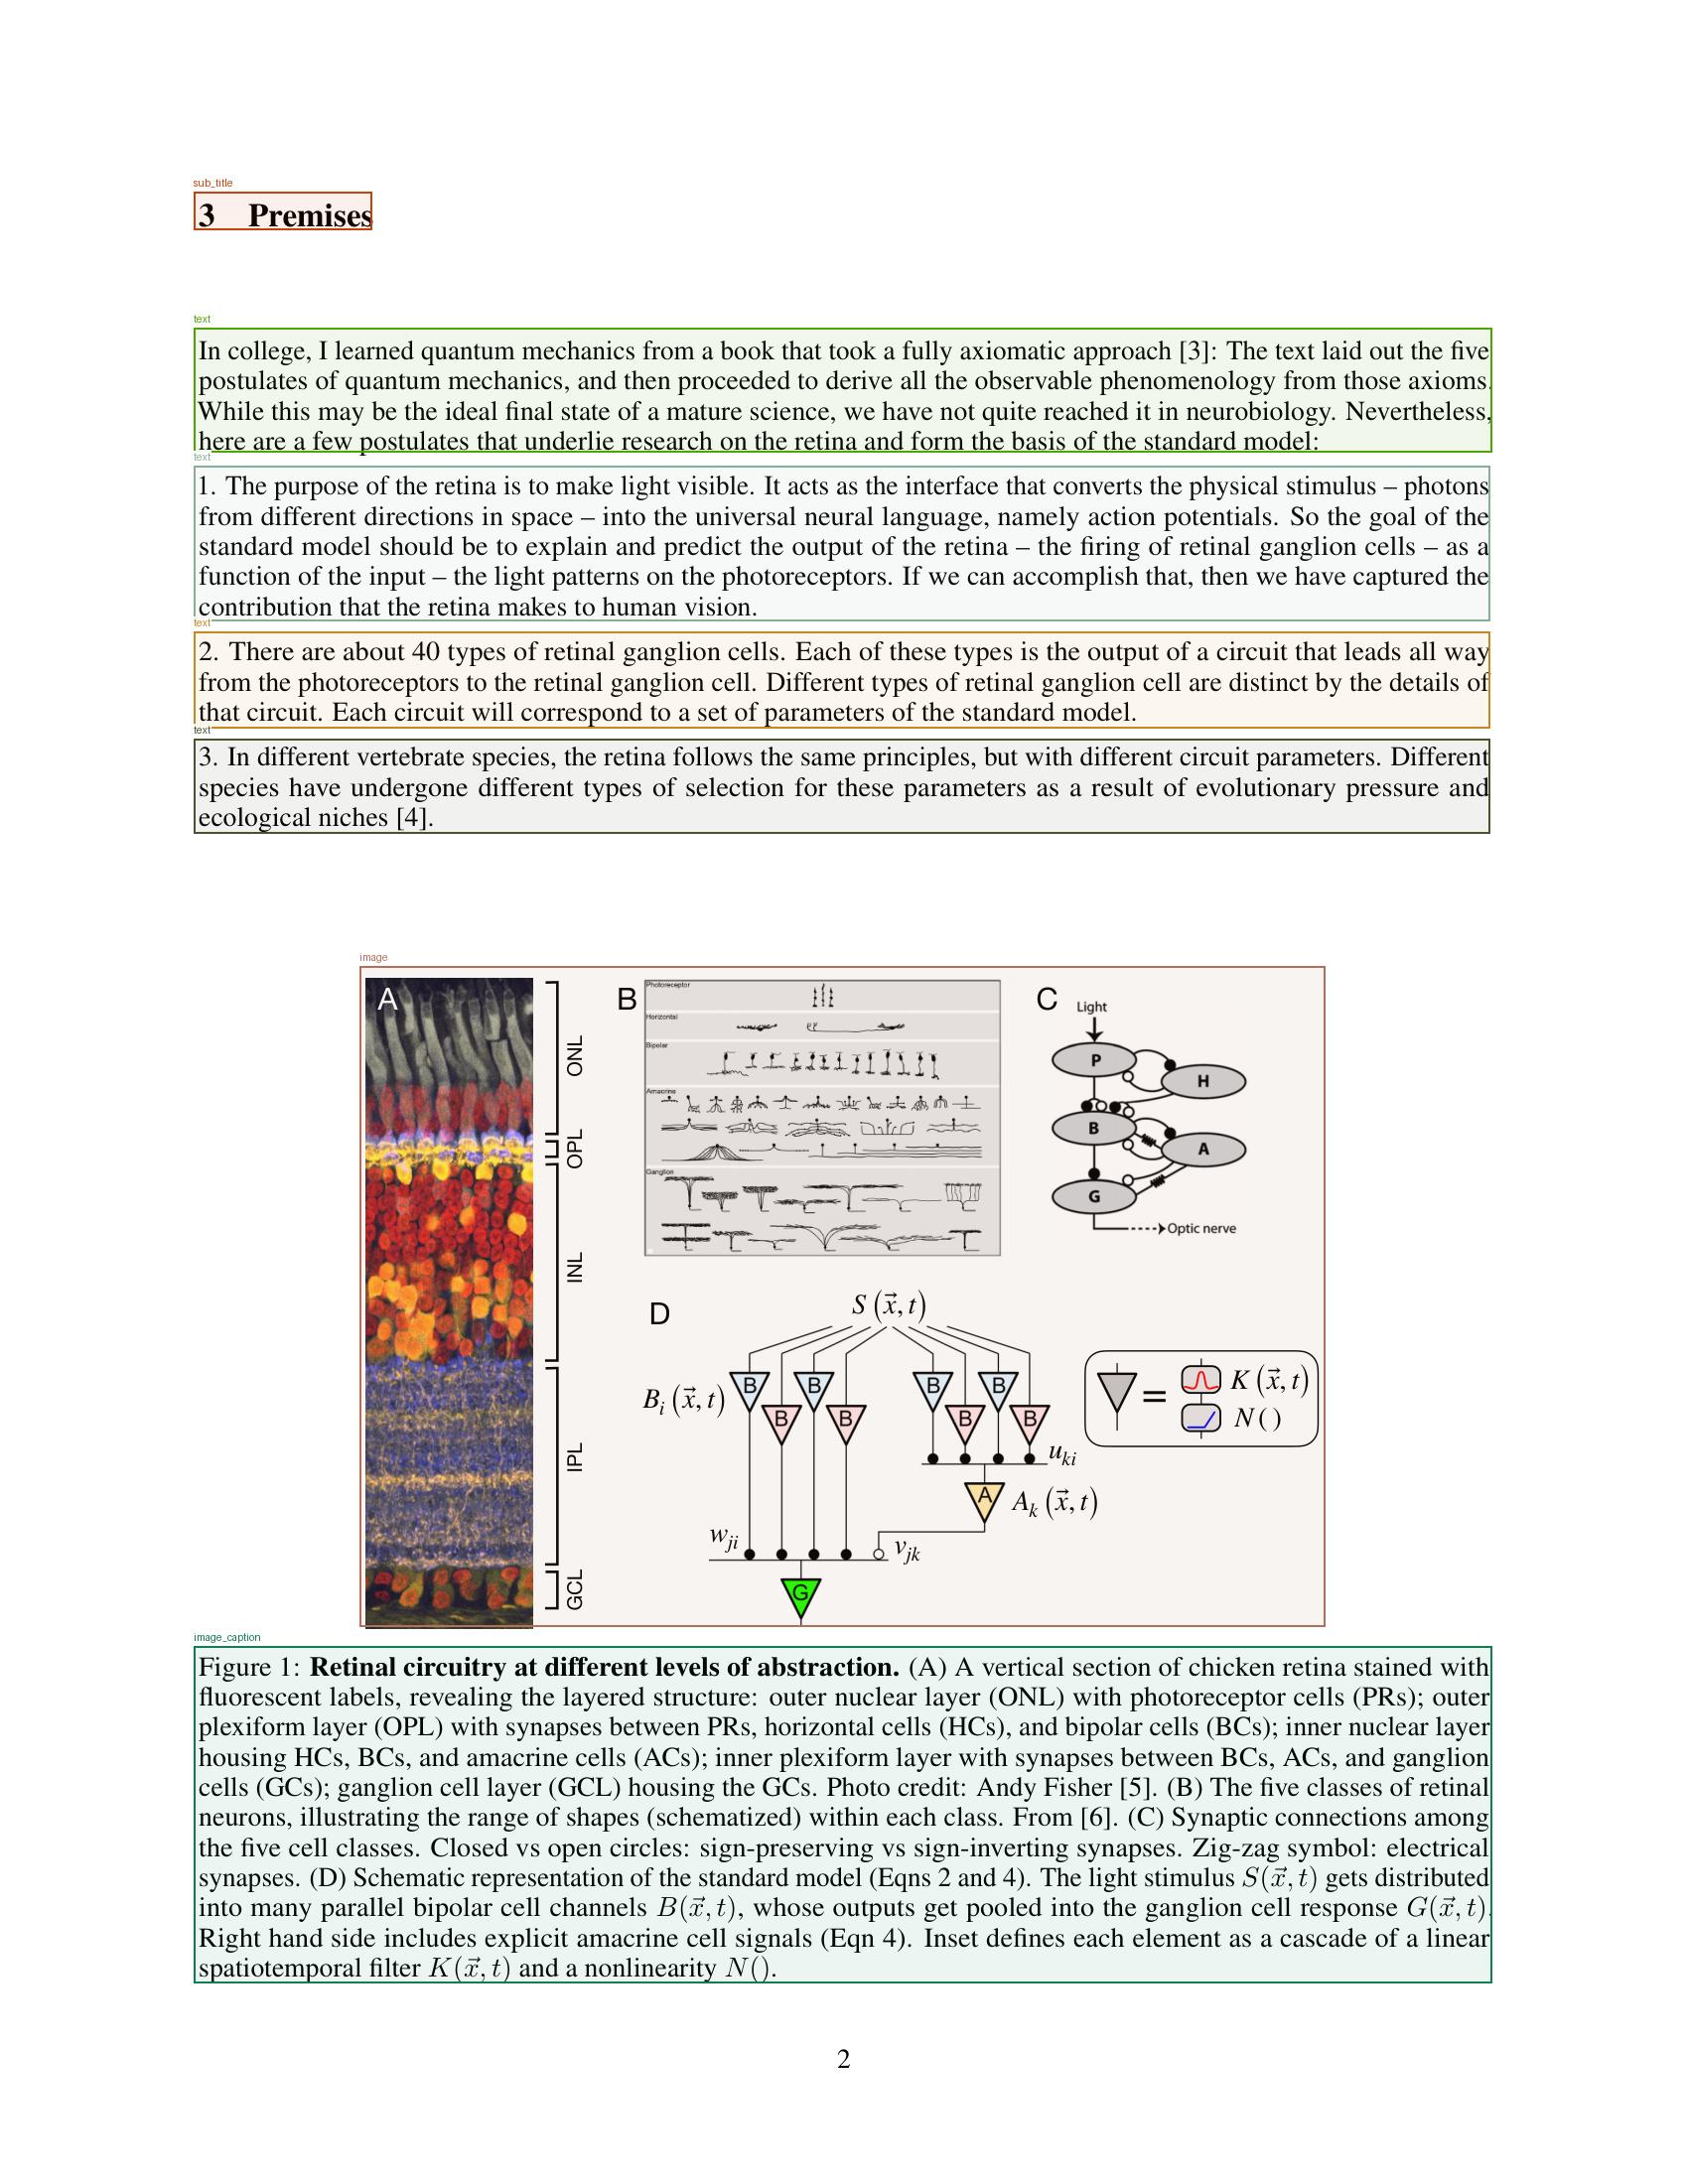 sub_title
3 Premises
text
In college, I learned quantum mechanics from a book that took a fully axiomatic approach [3]: The text laid out the five
postulates of quantum mechanics, and then proceeded to derive all the observable phenomenology from those axioms.
While this may be the ideal final state of a mature science, we have not quite reached it in neurobiology. Nevertheless,
here are a few postulates that underlie research on the retina and form the basis of the standard model:
text
1. The purpose of the retina is to make light visible. It acts as the interface that converts the physical stimulus – photons
from different directions in space – into the universal neural language, namely action potentials. So the goal of the
standard model should be to explain and predict the output of the retina – the firing of retinal ganglion cells – as a
function of the input – the light patterns on the photoreceptors. If we can accomplish that, then we have captured the
contribution that the retina makes to human vision.
text
2. There are about 40 types of retinal ganglion cells. Each of these types is the output of a circuit that leads all way
from the photoreceptors to the retinal ganglion cell. Different types of retinal ganglion cell are distinct by the details of
that circuit. Each circuit will correspond to a set of parameters of the standard model.
text
3. In different vertebrate species, the retina follows the same principles, but with different circuit parameters. Different
species have undergone different types of selection for these parameters as a result of evolutionary pressure and
ecological niches [4].
image
A
ONL
OPL
INL
IPL
GCL
B
Photoreceptor
Horizontal
Bipolar
Amacrine
Ganglion
C
Light
P
H
B
A
G
Optic nerve
D
S(x⃗, t)
B_i(x⃗, t)
B B B B
B B B B
u_ki
A
A_k(x⃗, t)
w_ji
v_jk
G
= K(x⃗, t)
N()
image_caption
Figure 1: Retinal circuitry at different levels of abstraction. (A) A vertical section of chicken retina stained with
fluorescent labels, revealing the layered structure: outer nuclear layer (ONL) with photoreceptor cells (PRs); outer
plexiform layer (OPL) with synapses between PRs, horizontal cells (HCs), and bipolar cells (BCs); inner nuclear layer
housing HCs, BCs, and amacrine cells (ACs); inner plexiform layer with synapses between BCs, ACs, and ganglion
cells (GCs); ganglion cell layer (GCL) housing the GCs. Photo credit: Andy Fisher [5]. (B) The five classes of retinal
neurons, illustrating the range of shapes (schematized) within each class. From [6]. (C) Synaptic connections among
the five cell classes. Closed vs open circles: sign-preserving vs sign-inverting synapses. Zig-zag symbol: electrical
synapses. (D) Schematic representation of the standard model (Eqns 2 and 4). The light stimulus S(x⃗, t) gets distributed
into many parallel bipolar cell channels B(x⃗, t), whose outputs get pooled into the ganglion cell response G(x⃗, t).
Right hand side includes explicit amacrine cell signals (Eqn 4). Inset defines each element as a cascade of a linear
spatiotemporal filter K(x⃗, t) and a nonlinearity N().
2